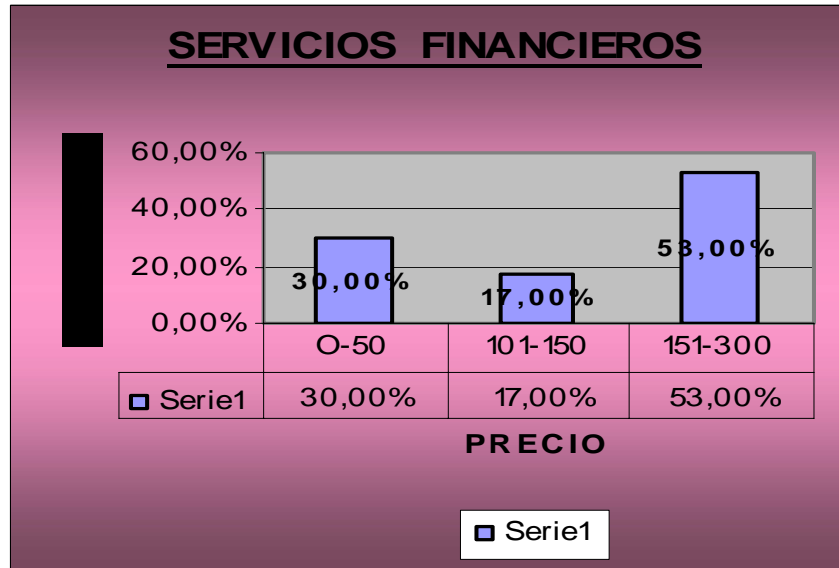 SERVICIOS FINANCIEROS
60,00%
40,00%
20,00%
0,00%
30,00%
17,00%
53,00%
O-50 101-150 151-300
Serie1 30,00% 17,00% 53,00%
PRECIO
Serie1